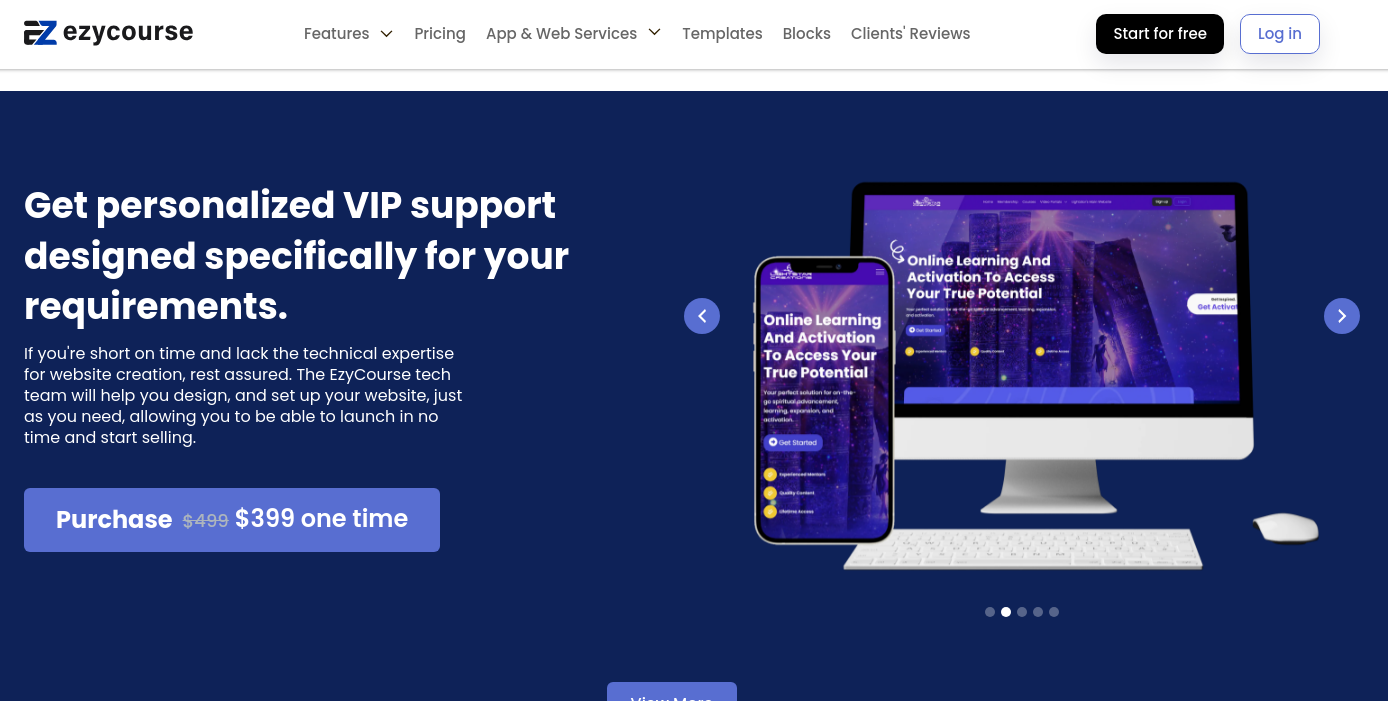 ezycourse
Features
Pricing
App & Web Services
Templates
Blocks
Clients' Reviews
Start for free
Log in
Get personalized VIP support
designed specifically for your
requirements.
If you're short on time and lack the technical expertise
for website creation, rest assured. The EzyCourse tech
team will help you design, and set up your website, just
as you need, allowing you to be able to launch in no
time and start selling.
Purchase $499 $399 one time
Online Learning And
Activation To Access
Your True Potential
Get Started
Online Learning
And Activation
To Access Your
True Potential
Your perfect solution for on-the-
go spiritual advancement,
learning, expansion, and
activation.
Get Started
Experienced Mentors
Quality Content
Lifetime Access
View More